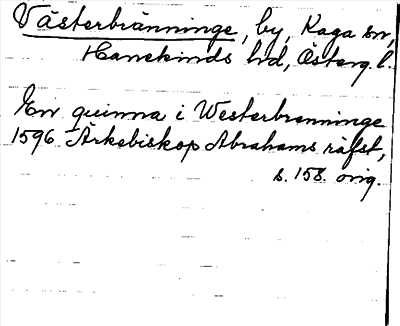 Västerbränninge, by, Kaga sn,
Hanekinds hd, Österg. l.
En quinna i Westerbrenninge
1596 Ärkebiskop Abrahams räfst,
s. 158. orig.